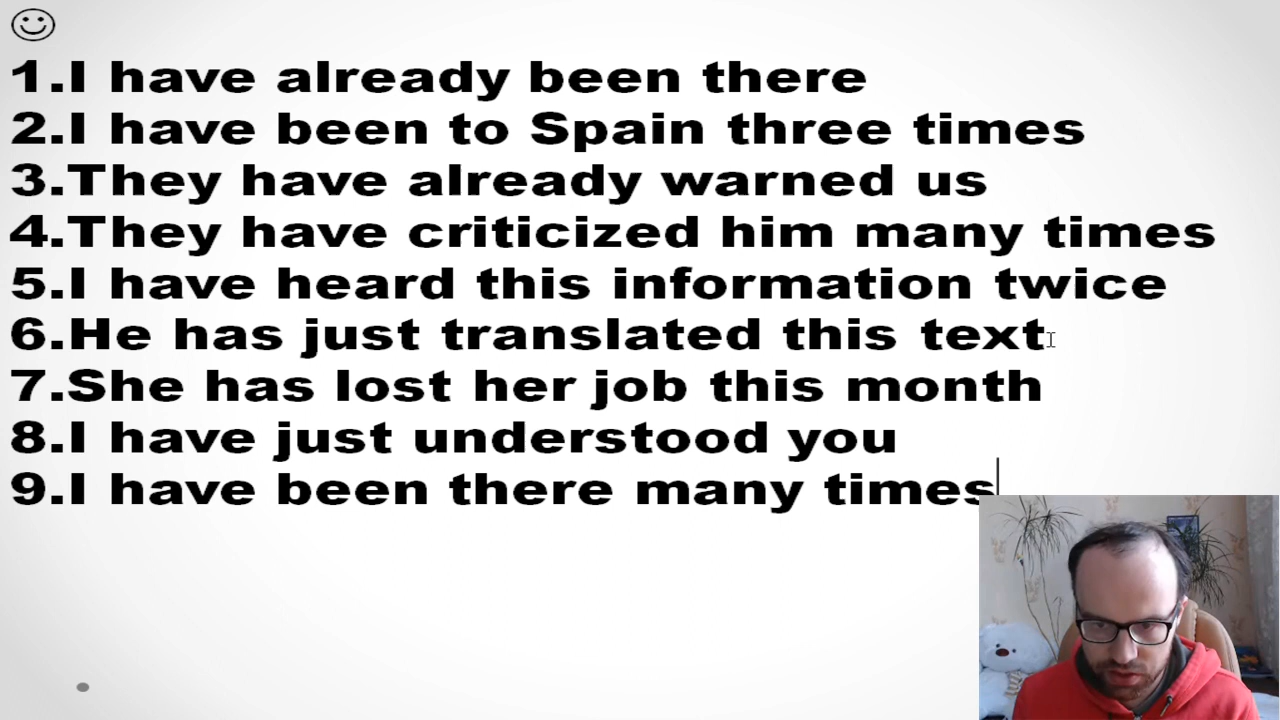 1.I have already been there
2.I have been to Spain three times
3.They have already warned us
4.They have criticized him many times
5.I have heard this information twice
6.He has just translated this text
7.She has lost her job this month
8.I have just understood you
9.I have been there many times